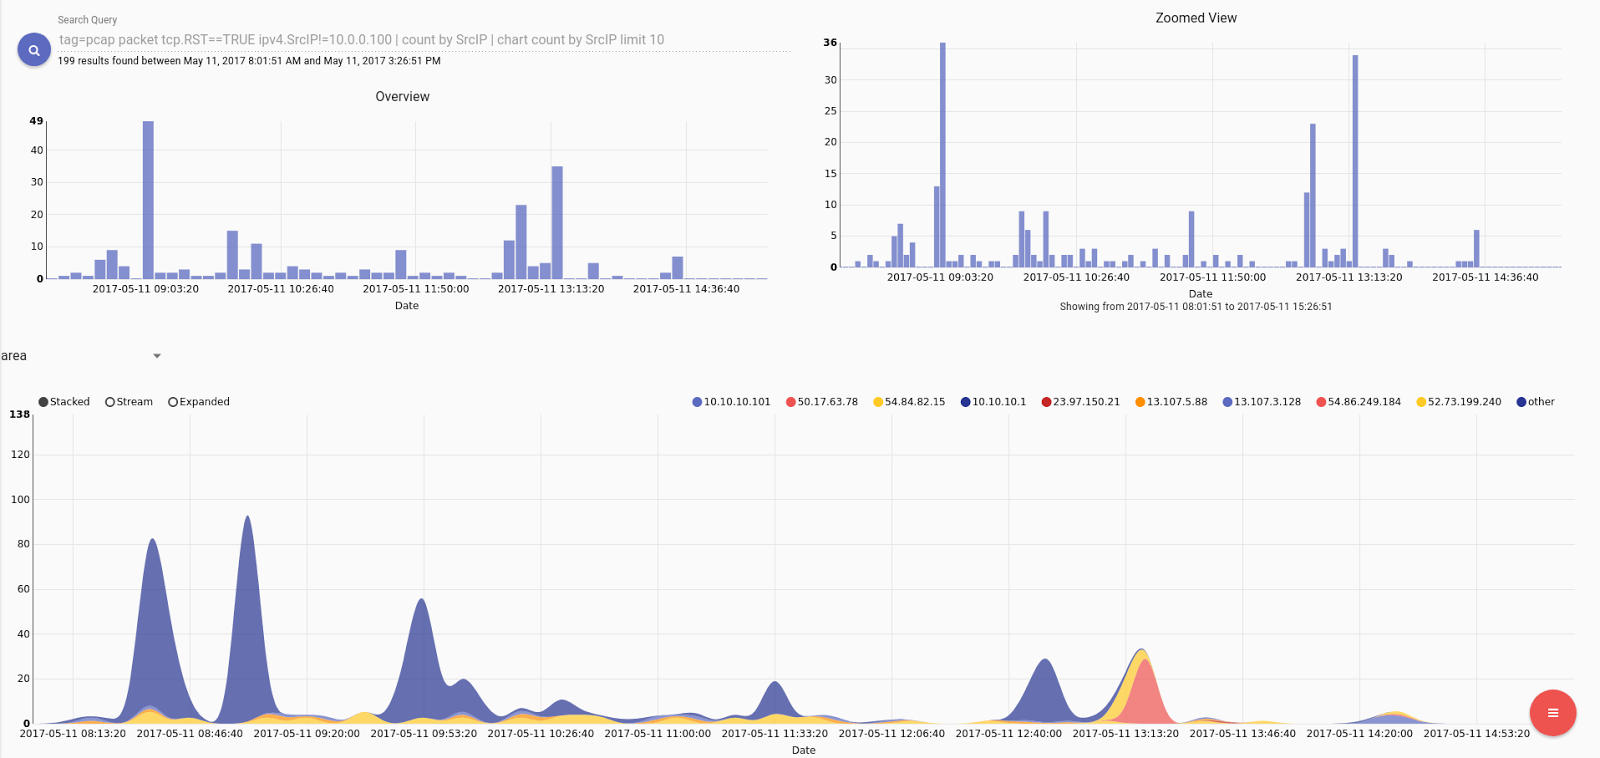 Search Query
tag=pcap packet tcp.RST==TRUE ipv4.SrcIP!=10.0.0.100 | count by SrcIP | chart count by SrcIP limit 10
199 results found between May 11, 2017 8:01:51 AM and May 11, 2017 3:26:51 PM
Overview
49
40
30
20
10
0
2017-05-11 09:03:20 2017-05-11 10:26:40 2017-05-11 11:50:00 2017-05-11 13:13:20 2017-05-11 14:36:40
Date
Zoomed View
36
30
25
20
15
10
5
0
2017-05-11 09:03:20 2017-05-11 10:26:40 2017-05-11 11:50:00 2017-05-11 13:13:20 2017-05-11 14:36:40
Date
Showing from 2017-05-11 08:01:51 to 2017-05-11 15:26:51
area
Stacked Stream Expanded
10.10.10.101 50.17.63.78 54.84.82.15 10.10.10.1 23.97.150.21 13.107.5.88 13.107.3.128 54.86.249.184 52.73.199.240 other
138
120
100
80
60
40
20
0
2017-05-11 08:13:20 2017-05-11 08:46:40 2017-05-11 09:20:00 2017-05-11 09:53:20 2017-05-11 10:26:40 2017-05-11 11:00:00 2017-05-11 11:33:20 2017-05-11 12:06:40 2017-05-11 12:40:00 2017-05-11 13:13:20 2017-05-11 13:46:40 2017-05-11 14:20:00 2017-05-11 14:53:20
Date